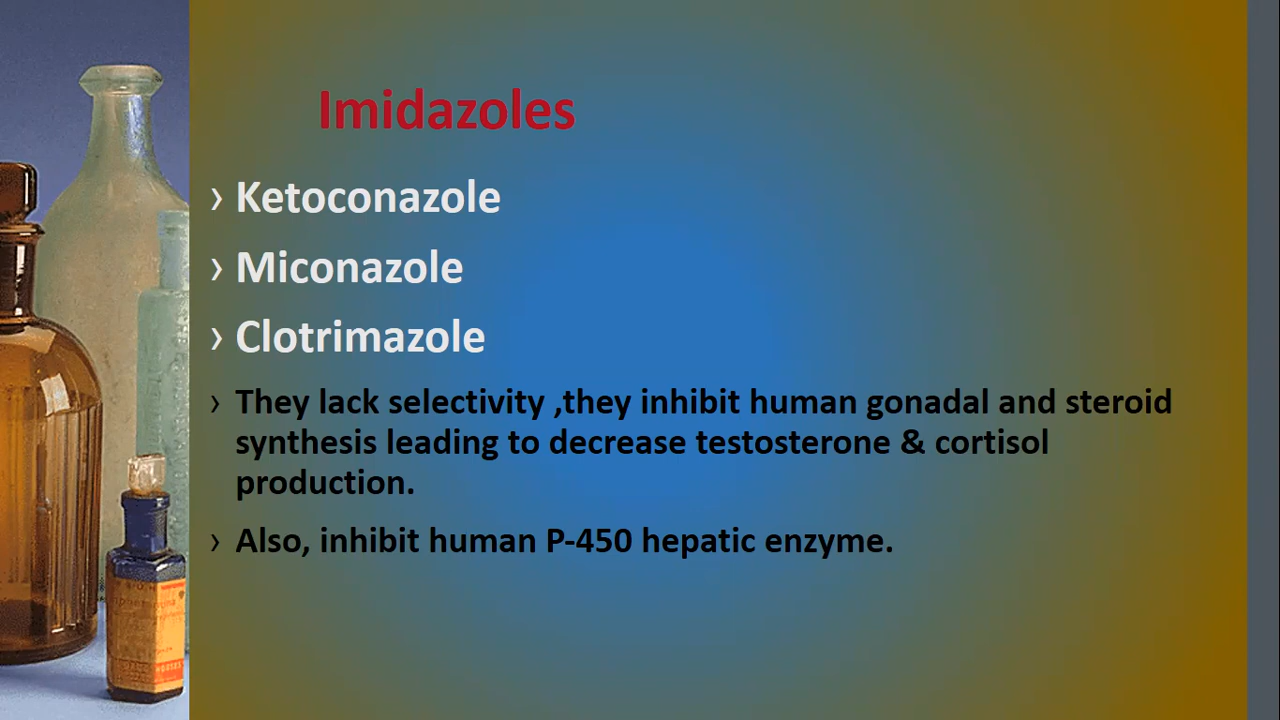 Imidazoles
› Ketoconazole
› Miconazole
› Clotrimazole
› They lack selectivity ,they inhibit human gonadal and steroid
synthesis leading to decrease testosterone & cortisol
production.
› Also, inhibit human P-450 hepatic enzyme.